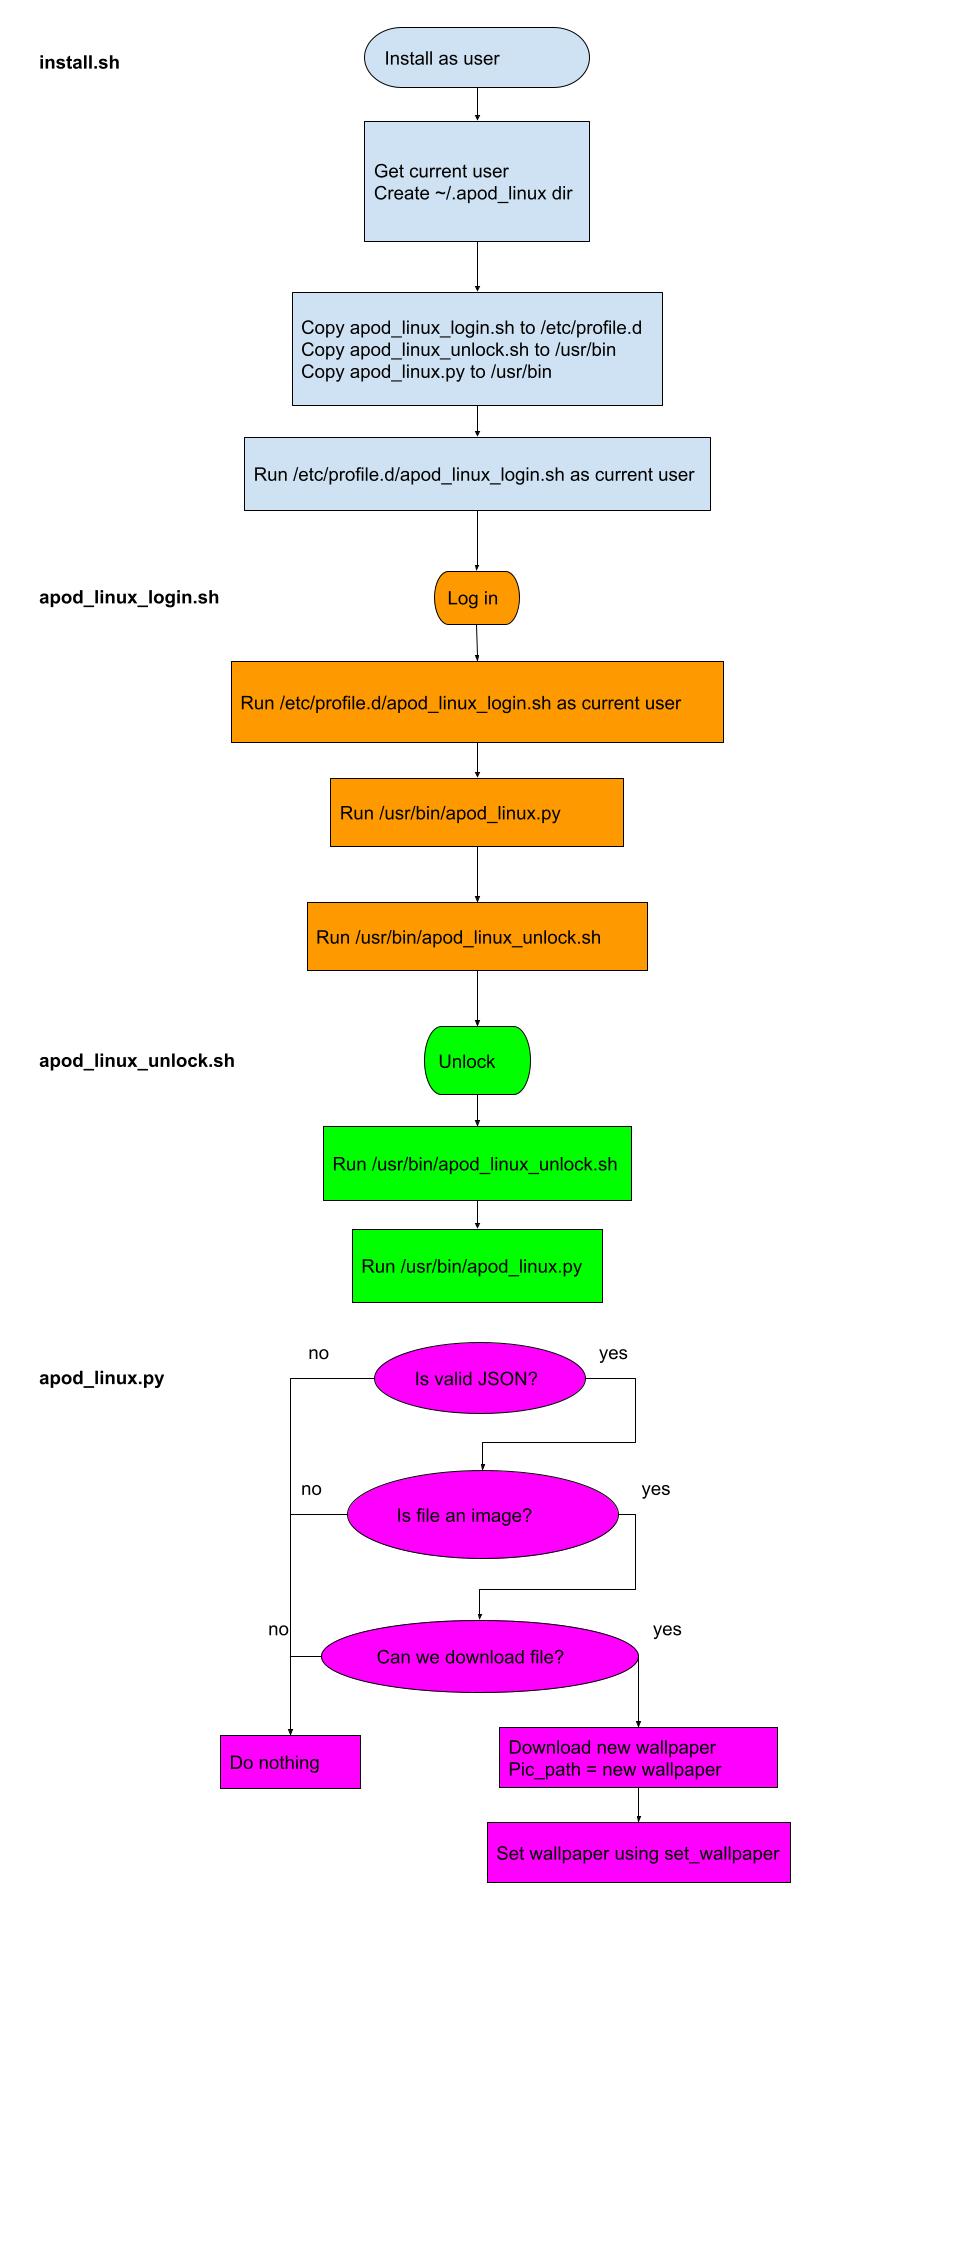 install.sh
Install as user
Get current user
Create ~/.apod_linux dir
Copy apod_linux_login.sh to /etc/profile.d
Copy apod_linux_unlock.sh to /usr/bin
Copy apod_linux.py to /usr/bin
Run /etc/profile.d/apod_linux_login.sh as current user
apod_linux_login.sh
Log in
Run /etc/profile.d/apod_linux_login.sh as current user
Run /usr/bin/apod_linux.py
Run /usr/bin/apod_linux_unlock.sh
apod_linux_unlock.sh
Unlock
Run /usr/bin/apod_linux_unlock.sh
Run /usr/bin/apod_linux.py
no
yes
apod_linux.py
Is valid JSON?
no
yes
Is file an image?
no
yes
Can we download file?
Do nothing
Download new wallpaper
Pic_path = new wallpaper
Set wallpaper using set_wallpaper